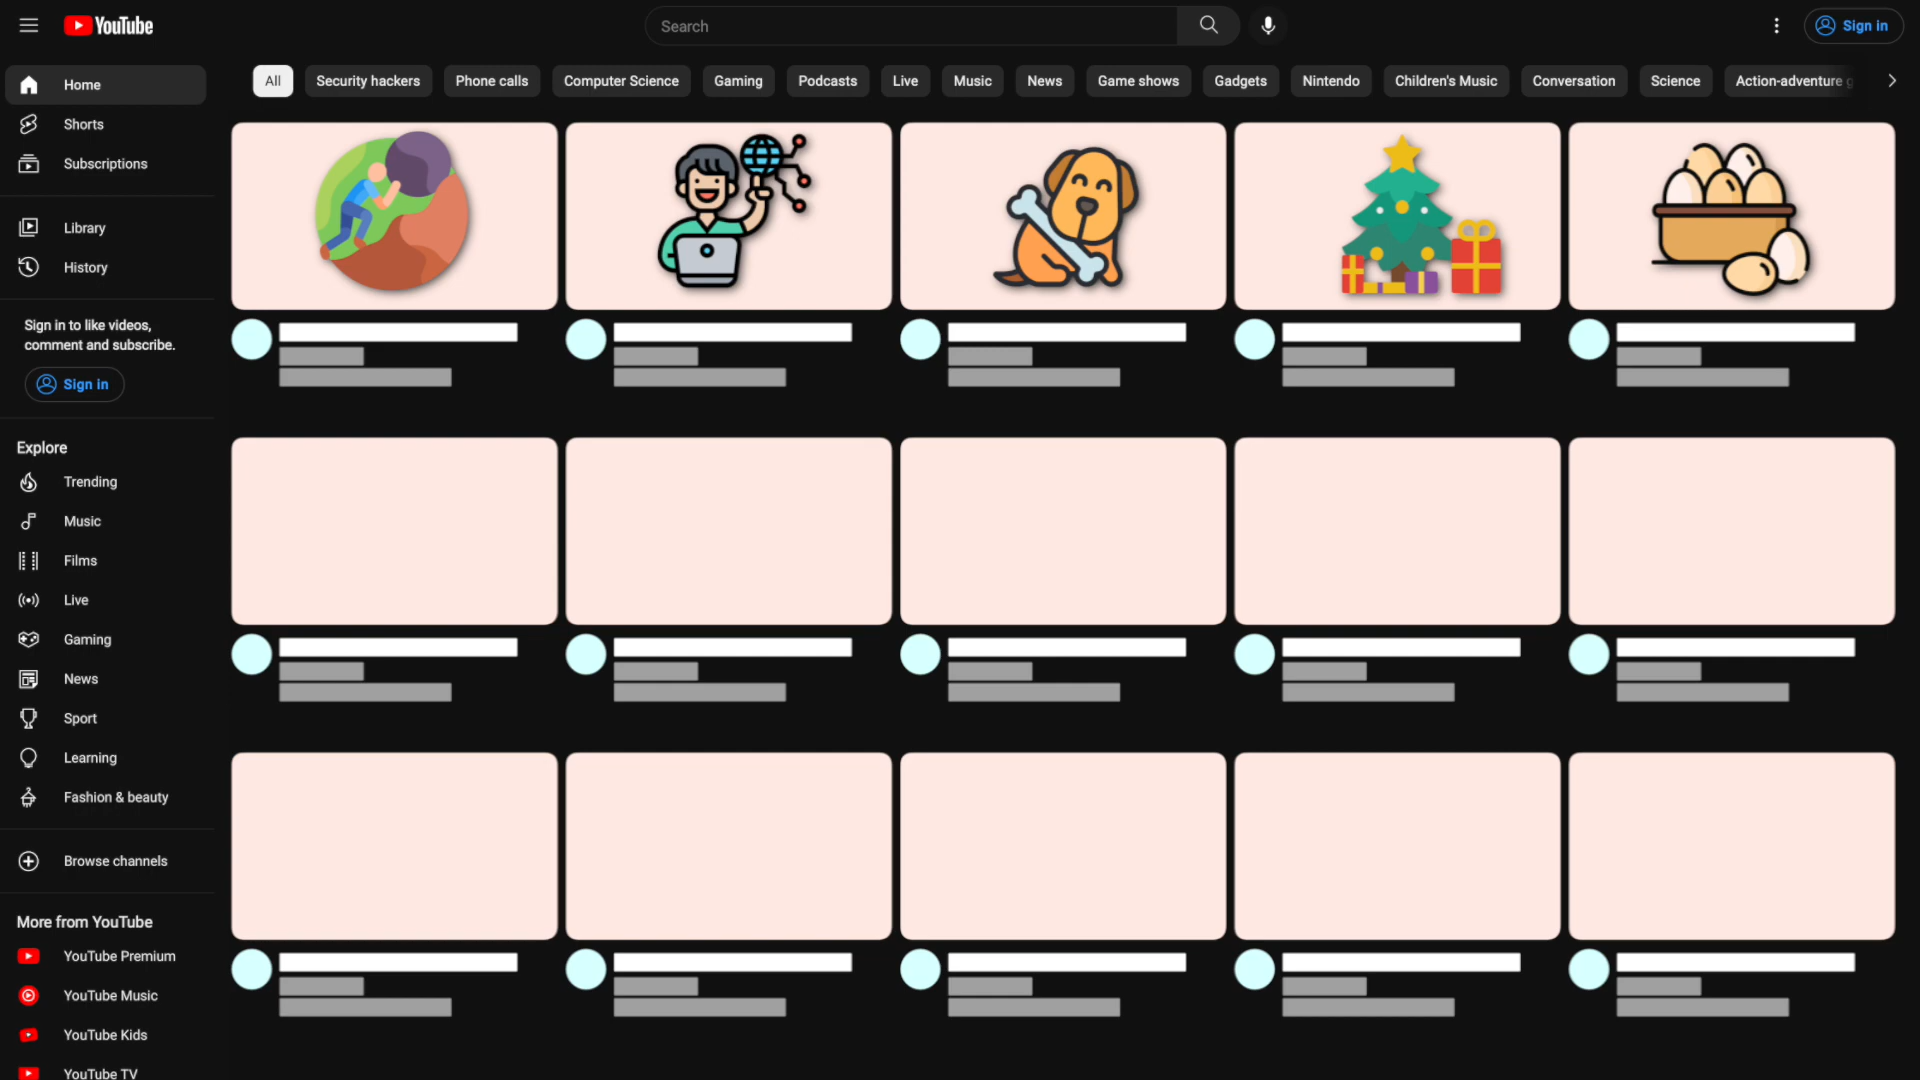 YouTube
Search
Sign in
Home
Shorts
Subscriptions
Library
History
Sign in to like videos,
comment and subscribe.
Sign in
Explore
Trending
Music
Films
Live
Gaming
News
Sport
Learning
Fashion & beauty
Browse channels
More from YouTube
YouTube Premium
YouTube Music
YouTube Kids
YouTube TV
All
Security hackers
Phone calls
Computer Science
Gaming
Podcasts
Live
Music
News
Game shows
Gadgets
Nintendo
Children's Music
Conversation
Science
Action-adventure g